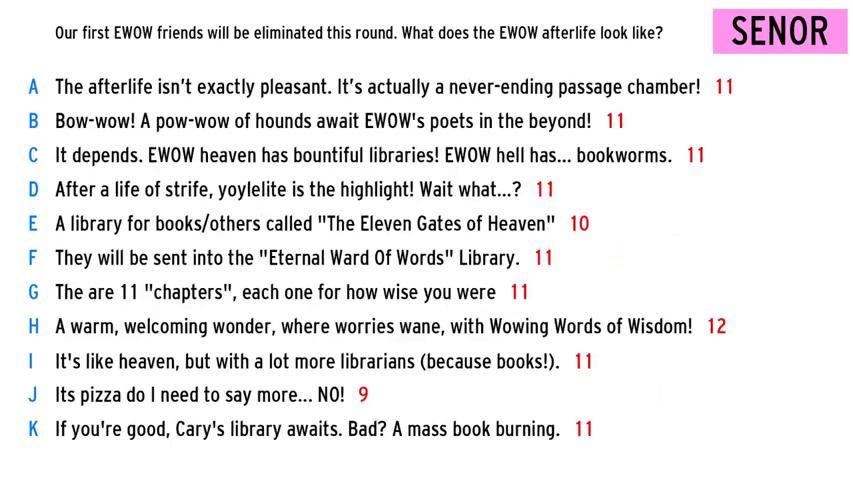 Our first EWOW friends will be eliminated this round. What does the EWOW afterlife look like?
SENOR
A The afterlife isn't exactly pleasant. It's actually a never-ending passage chamber! 11
B Bow-wow! A pow-wow of hounds await EWOW's poets in the beyond! 11
C It depends. EWOW heaven has bountiful libraries! EWOW hell has... bookworms. 11
D After a life of strife, yoylelite is the highlight! Wait what...? 11
E A library for books/others called "The Eleven Gates of Heaven" 10
F They will be sent into the "Eternal Ward Of Words" Library. 11
G The are 11 "chapters", each one for how wise you were 11
H A warm, welcoming wonder, where worries wane, with Wowing Words of Wisdom! 12
I It's like heaven, but with a lot more librarians (because books!). 11
J Its pizza do I need to say more... NO! 9
K If you're good, Cary's library awaits. Bad? A mass book burning. 11